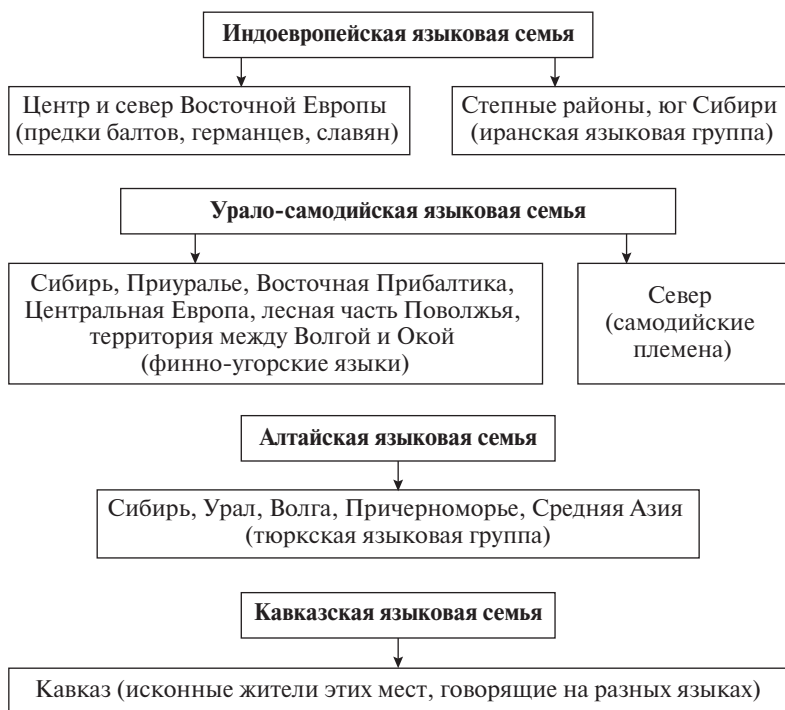 Индоевропейская языковая семья
Центр и север Восточной Европы
(предки балтов, германцев, славян)
Степные районы, юг Сибири
(иранская языковая группа)
Урало-самодийская языковая семья
Сибирь, Приуралье, Восточная Прибалтика,
Центральная Европа, лесная часть Поволжья,
территория между Волгой и Окой
(финно-угорские языки)
Север
(самодийские
племена)
Алтайская языковая семья
Сибирь, Урал, Волга, Причерноморье, Средняя Азия
(тюркская языковая группа)
Кавказская языковая семья
Кавказ (исконные жители этих мест, говорящие на разных языках)